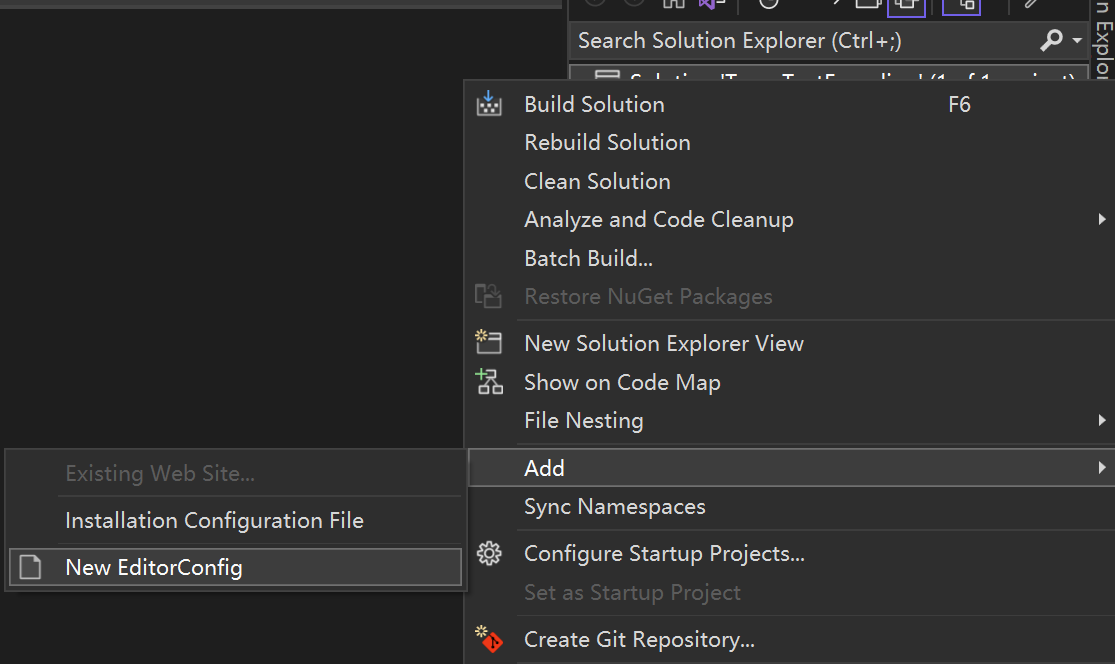 Search Solution Explorer (Ctrl+;)
Build Solution F6
Rebuild Solution
Clean Solution
Analyze and Code Cleanup
Batch Build...
Restore NuGet Packages
New Solution Explorer View
Show on Code Map
File Nesting
Add
Sync Namespaces
Configure Startup Projects...
Set as Startup Project
Create Git Repository...
Existing Web Site...
Installation Configuration File
New EditorConfig